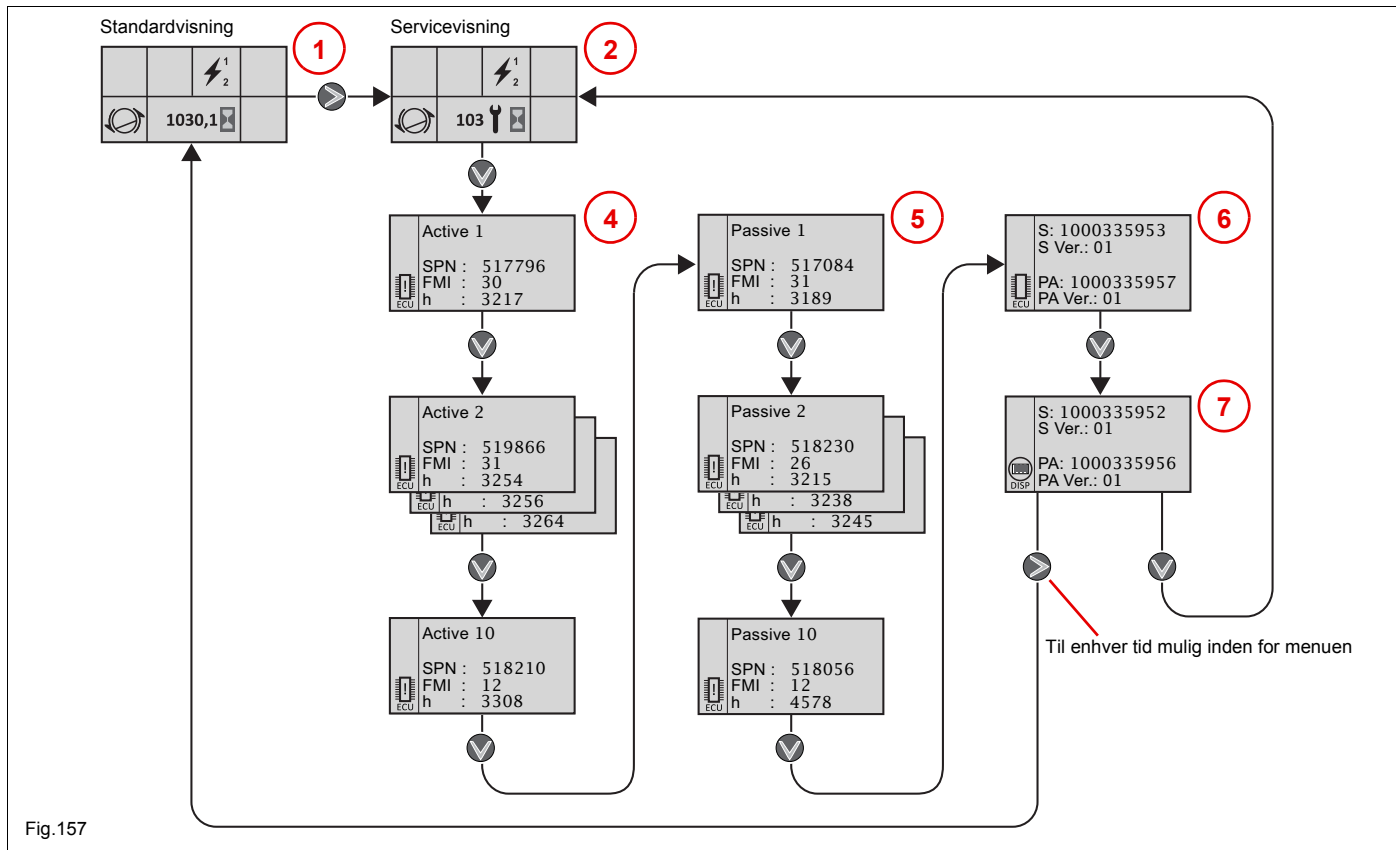 Standardvisning
1
1
2
1030,1
Servicevisning
2
1
2
103
4
Active 1
SPN : 517796
FMI : 30
h : 3217
ECU
Active 2
SPN : 519866
FMI : 31
h : 3254
ECU
h : 3256
ECU
h : 3264
ECU
Active 10
SPN : 518210
FMI : 12
h : 3308
ECU
5
Passive 1
SPN : 517084
FMI : 31
h : 3189
ECU
Passive 2
SPN : 518230
FMI : 26
h : 3215
ECU
h : 3238
ECU
h : 3245
ECU
Passive 10
SPN : 518056
FMI : 12
h : 4578
ECU
6
S: 1000335953
S Ver.: 01
PA: 1000335957
PA Ver.: 01
ECU
7
S: 1000335952
S Ver.: 01
PA: 1000335956
PA Ver.: 01
DISP
Til enhver tid mulig inden for menuen
Fig.157